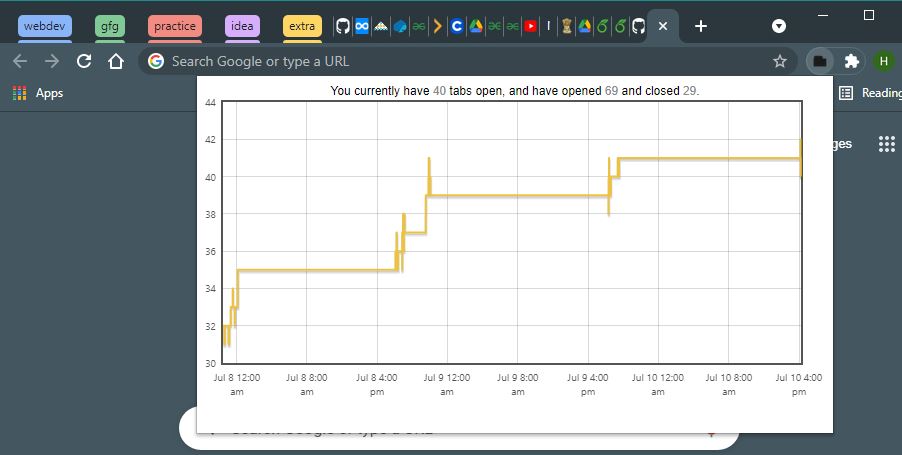 webdev gfg practice idea extra
Search Google or type a URL
H
Apps
Reading
You currently have 40 tabs open, and have opened 69 and closed 29.
ges
44
42
40
38
36
34
32
30
Jul 8 12:00 am Jul 8 8:00 am Jul 8 4:00 pm Jul 9 12:00 am Jul 9 8:00 am Jul 9 4:00 pm Jul 10 12:00 am Jul 10 8:00 am Jul 10 4:00 pm